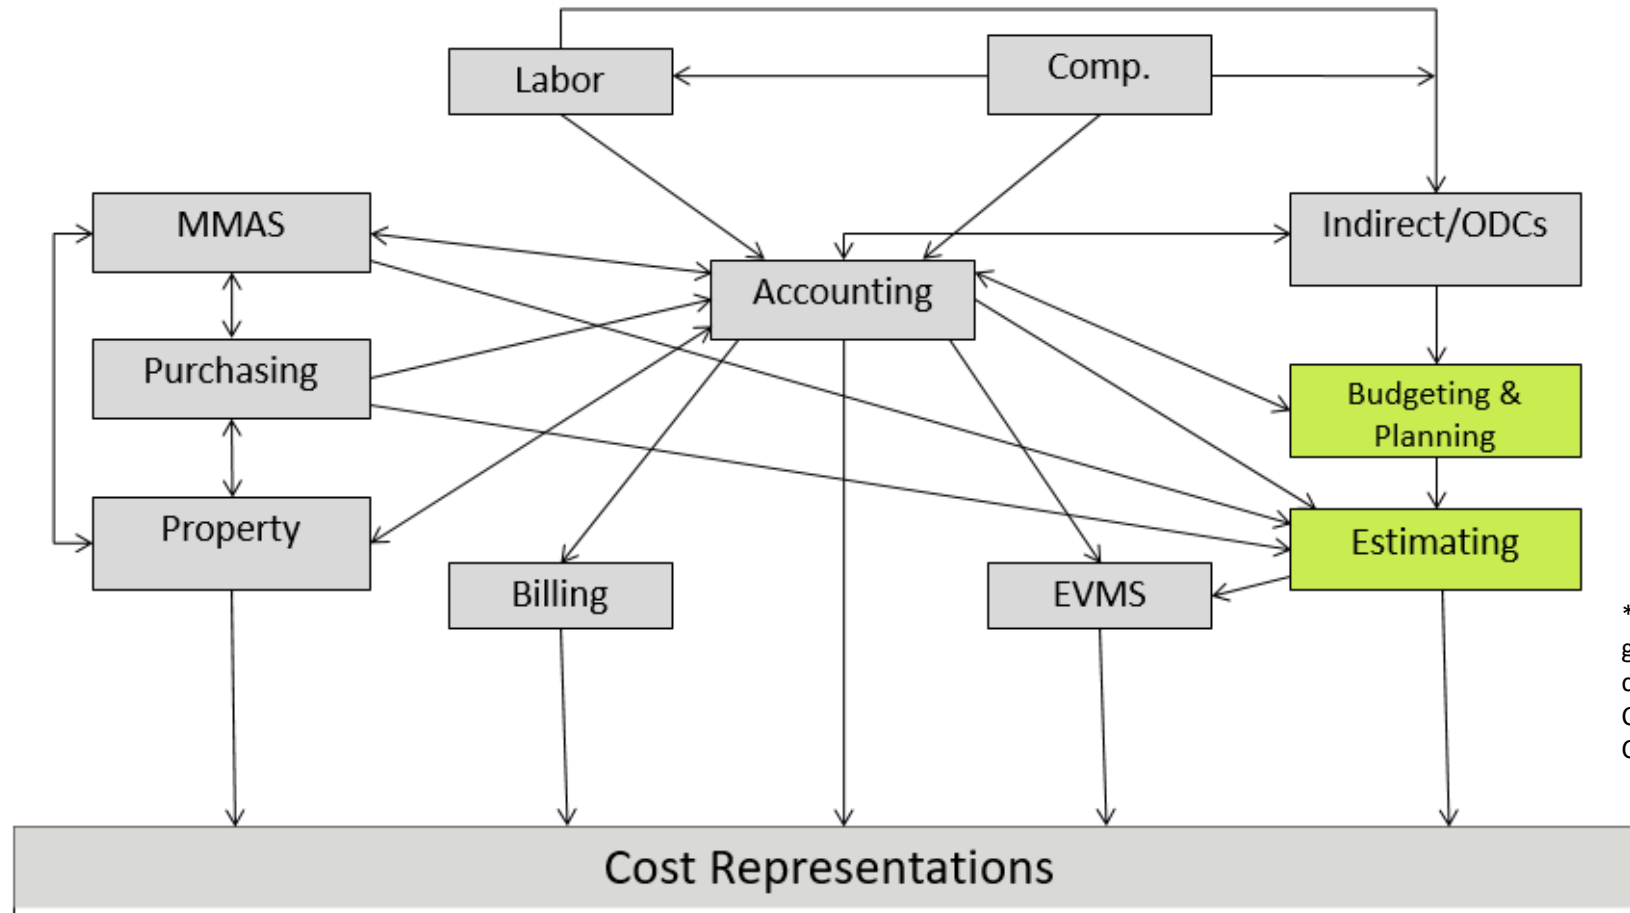 Labor
Comp.
MMAS
Indirect/ODCs
Accounting
Purchasing
Budgeting &
Planning
Property
Estimating
Billing
EVMS
*
g
Cost Representations